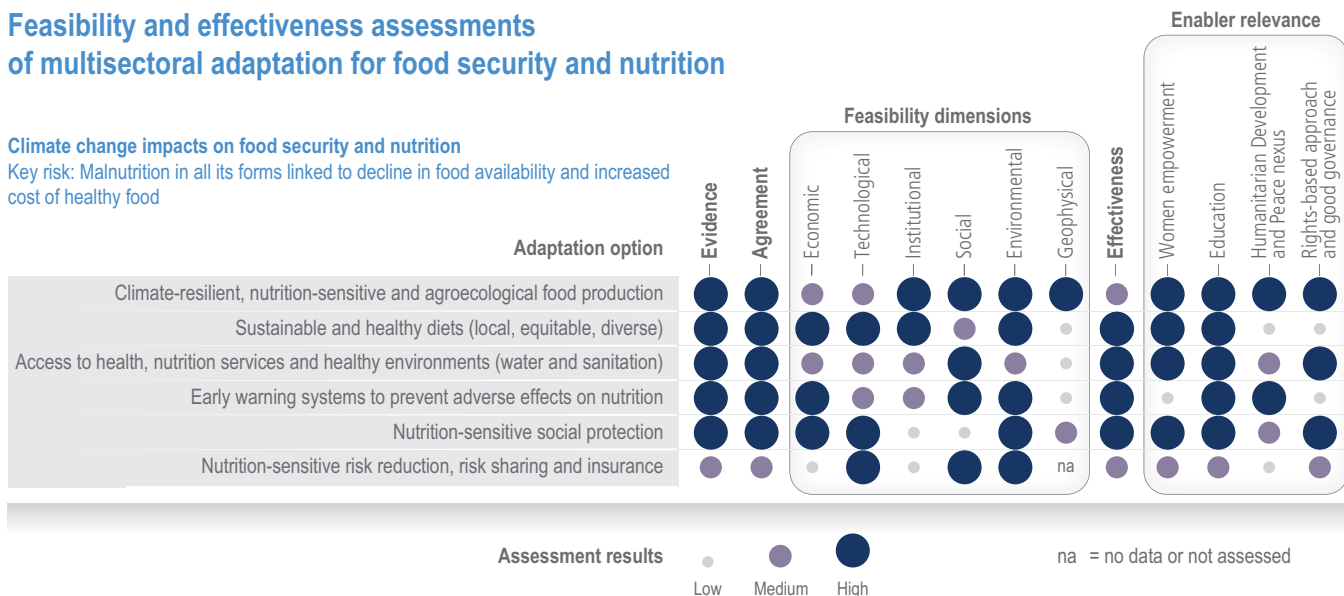 Feasibility and effectiveness assessments
of multisectoral adaptation for food security and nutrition
Climate change impacts on food security and nutrition
Key risk: Malnutrition in all its forms linked to decline in food availability and increased
cost of healthy food
Adaptation option
Evidence
Agreement
Feasibility dimensions
Economic
Technological
Institutional
Social
Environmental
Geophysical
Effectiveness
Enabler relevance
Women empowerment
Education
Humanitarian Development
and Peace nexus
Rights-based approach
and good governance
Climate-resilient, nutrition-sensitive and agroecological food production
Sustainable and healthy diets (local, equitable, diverse)
Access to health, nutrition services and healthy environments (water and sanitation)
Early warning systems to prevent adverse effects on nutrition
Nutrition-sensitive social protection
Nutrition-sensitive risk reduction, risk sharing and insurance
na
Assessment results
Low
Medium
High
na = no data or not assessed